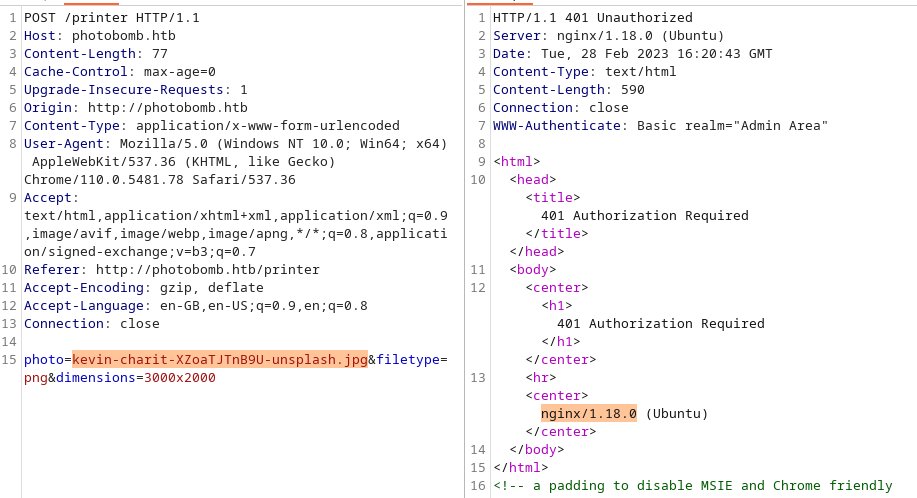 1 POST /printer HTTP/1.1
2 Host: photobomb.htb
3 Content-Length: 77
4 Cache-Control: max-age=0
5 Upgrade-Insecure-Requests: 1
6 Origin: http://photobomb.htb
7 Content-Type: application/x-www-form-urlencoded
8 User-Agent: Mozilla/5.0 (Windows NT 10.0; Win64; x64)
AppleWebKit/537.36 (KHTML, like Gecko)
Chrome/110.0.5481.78 Safari/537.36
9 Accept:
text/html,application/xhtml+xml,application/xml;q=0.9
,image/avif,image/webp,image/apng,*/*;q=0.8,applicati
on/signed-exchange;v=b3;q=0.7
10 Referer: http://photobomb.htb/printer
11 Accept-Encoding: gzip, deflate
12 Accept-Language: en-GB,en-US;q=0.9,en;q=0.8
13 Connection: close
14
15 photo=kevin-charit-XZoaTJTnB9U-unsplash.jpg&filetype=
png&dimensions=3000x2000
1 HTTP/1.1 401 Unauthorized
2 Server: nginx/1.18.0 (Ubuntu)
3 Date: Tue, 28 Feb 2023 16:20:43 GMT
4 Content-Type: text/html
5 Content-Length: 590
6 Connection: close
7 WWW-Authenticate: Basic realm="Admin Area"
8
9 <html>
10 <head>
<title>
401 Authorization Required
</title>
</head>
11 <body>
12 <center>
<h1>
401 Authorization Required
</h1>
</center>
13 <hr>
<center>
nginx/1.18.0 (Ubuntu)
</center>
14 </body>
15 </html>
16 <!-- a padding to disable MSIE and Chrome friendly